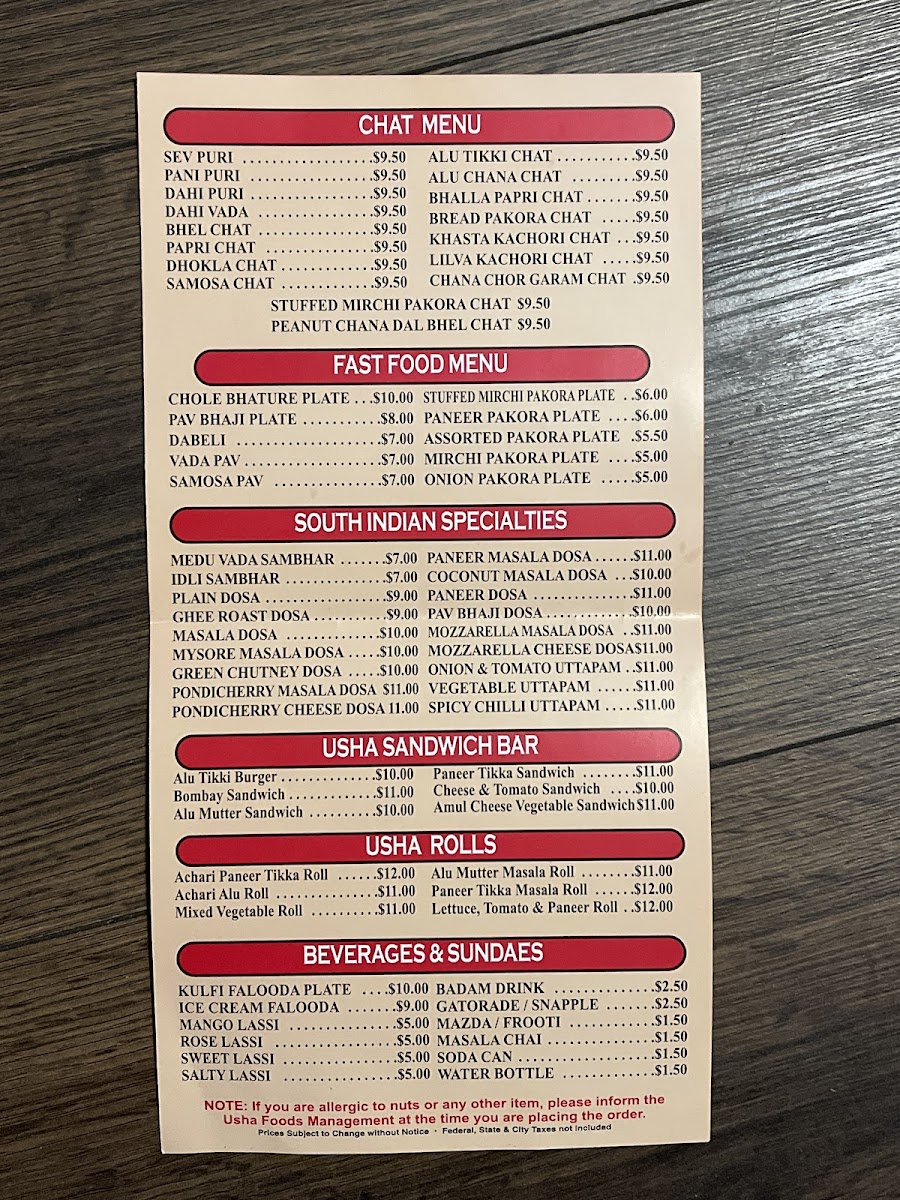 CHAT MENU
SEV PURI ..................$9.50
PANI PURI .................$9.50
DAHI PURI .................$9.50
DAHI VADA ................$9.50
BHEL CHAT ................$9.50
PAPRI CHAT ...............$9.50
DHOKLA CHAT .............$9.50
SAMOSA CHAT .............$9.50
ALU TIKKI CHAT ...........$9.50
ALU CHANA CHAT .........$9.50
BHALLA PAPRI CHAT .......$9.50
BREAD PAKORA CHAT .....$9.50
KHASTA KACHORI CHAT ...$9.50
LILVA KACHORI CHAT .....$9.50
CHANA CHOR GARAM CHAT .$9.50
STUFFED MIRCHI PAKORA CHAT $9.50
PEANUT CHANA DAL BHEL CHAT $9.50
FAST FOOD MENU
CHOLE BHATURE PLATE ...$10.00
PAV BHAJI PLATE ...........$8.00
DABELI ....................$7.00
VADA PAV ...................$7.00
SAMOSA PAV ...............$7.00
STUFFED MIRCHI PAKORA PLATE ..$6.00
PANEER PAKORA PLATE ....$6.00
ASSORTED PAKORA PLATE .$5.50
MIRCHI PAKORA PLATE ....$5.00
ONION PAKORA PLATE .....$5.00
SOUTH INDIAN SPECIALTIES
MEDU VADA SAMBHAR .......$7.00
IDLI SAMBHAR ..............$7.00
PLAIN DOSA .................$9.00
GHEE ROAST DOSA ..........$9.00
MASALA DOSA .............$10.00
MYSORE MASALA DOSA .....$10.00
GREEN CHUTNEY DOSA .....$10.00
PONDICHERRY MASALA DOSA $11.00
PONDICHERRY CHEESE DOSA 11.00
PANEER MASALA DOSA ......$11.00
COCONUT MASALA DOSA ...$10.00
PANEER DOSA ..............$11.00
PAV BHAJI DOSA ............$10.00
MOZZARELLA MASALA DOSA ..$11.00
MOZZARELLA CHEESE DOSA$11.00
ONION & TOMATO UTTAPAM ..$11.00
VEGETABLE UTTAPAM ......$11.00
SPICY CHILLI UTTAPAM .....$11.00
USHA SANDWICH BAR
Alu Tikki Burger ..............$10.00
Bombay Sandwich .............$11.00
Alu Mutter Sandwich ..........$10.00
Paneer Tikka Sandwich ........$11.00
Cheese & Tomato Sandwich ....$10.00
Amul Cheese Vegetable Sandwich $11.00
USHA ROLLS
Achari Paneer Tikka Roll ......$12.00
Achari Alu Roll ...............$11.00
Mixed Vegetable Roll ..........$11.00
Alu Mutter Masala Roll ........$11.00
Paneer Tikka Masala Roll ......$12.00
Lettuce, Tomato & Paneer Roll ..$12.00
BEVERAGES & SUNDAES
KULFI FALOODA PLATE ....$10.00
ICE CREAM FALOODA .......$9.00
MANGO LASSI ...............$5.00
ROSE LASSI .................$5.00
SWEET LASSI ................$5.00
SALTY LASSI ................$5.00
BADAM DRINK ..............$2.50
GATORADE / SNAPPLE .......$2.50
MAZDA / FROOTI ............$1.50
MASALA CHAI ...............$1.50
SODA CAN ...................$1.50
WATER BOTTLE .............$1.50
NOTE: If you are allergic to nuts or any other item, please inform the
Usha Foods Management at the time you are placing the order.
Prices Subject to Change without Notice • Federal, State & City Taxes not Included